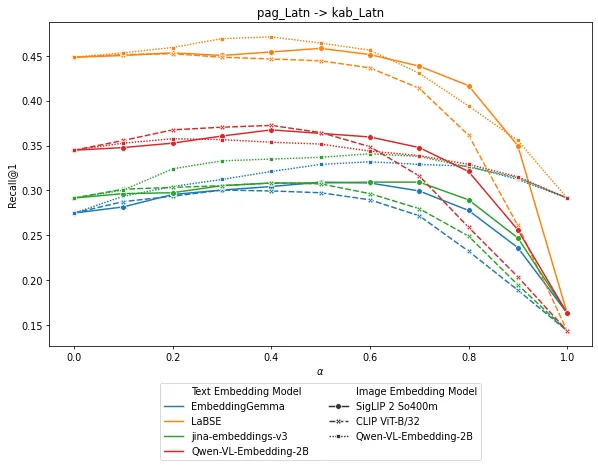 pag_Latn -> kab_Latn
Recall@1
0.45
0.40
0.35
0.30
0.25
0.20
0.15
0.0 0.2 0.4 0.6 0.8 1.0
α
Text Embedding Model Image Embedding Model
EmbeddingGemma SigLIP 2 So400m
LaBSE CLIP ViT-B/32
jina-embeddings-v3 Qwen-VL-Embedding-2B
Qwen-VL-Embedding-2B